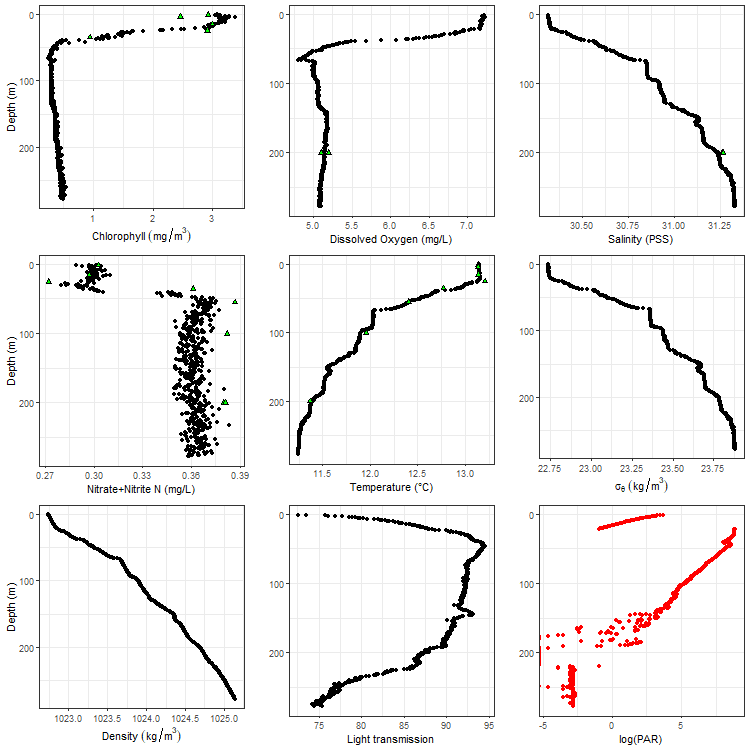 Depth (m)
0
100
200
1 2 3
Chlorophyll (mg/m³)
0
100
200
5.0 5.5 6.0 6.5 7.0
Dissolved Oxygen (mg/L)
0
100
200
30.50 30.75 31.00 31.25
Salinity (PSS)
Depth (m)
0
100
200
0.27 0.30 0.33 0.36 0.39
Nitrate+Nitrite N (mg/L)
0
100
200
11.5 12.0 12.5 13.0
Temperature (°C)
0
100
200
22.75 23.00 23.25 23.50 23.75
σθ (kg/m³)
Depth (m)
0
100
200
1023.0 1023.5 1024.0 1024.5 1025.0
Density (kg/m³)
0
100
200
75 80 85 90 95
Light transmission
0
100
200
-5 0 5
log(PAR)